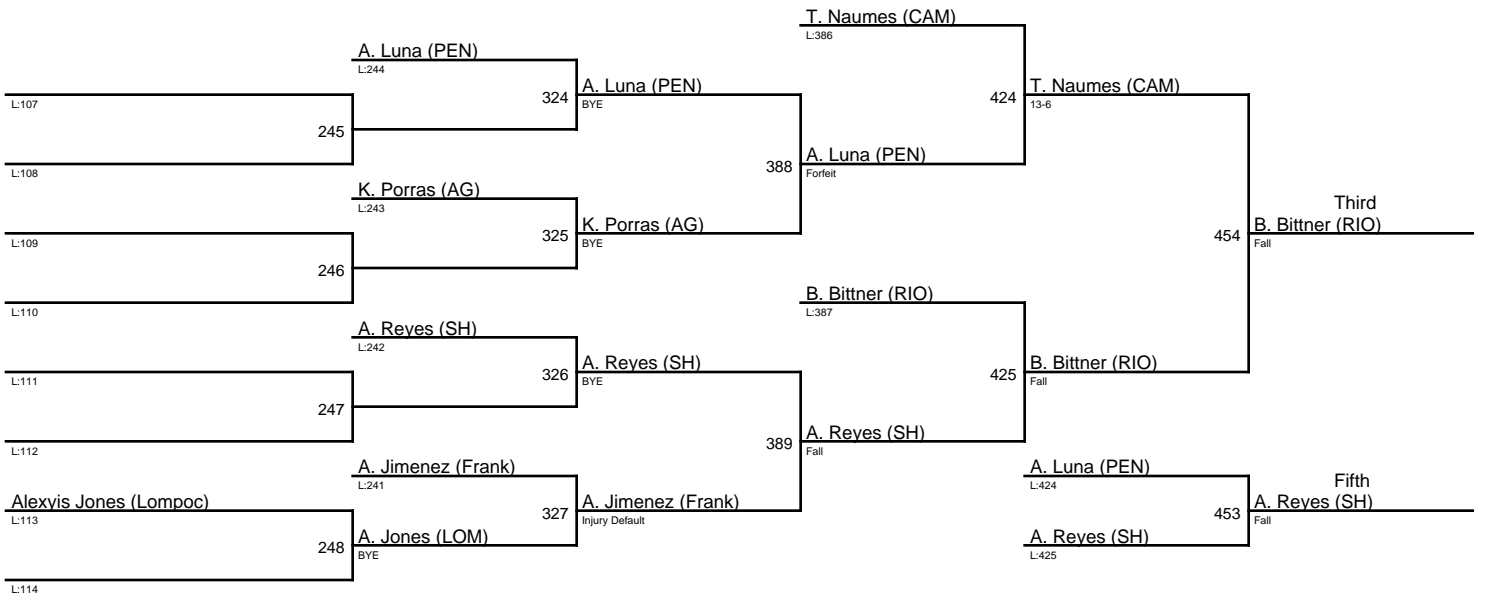 T. Naumes (CAM)
L:386
A. Luna (PEN)
L:244
A. Luna (PEN)
T. Naumes (CAM)
L:107
324
BYE
424
13-6
245
A. Luna (PEN)
L:108
388
Forfeit
K. Porras (AG)
L:243
Third
K. Porras (AG)
B. Bittner (RIO)
L:109
325
BYE
454
Fall
246
B. Bittner (RIO)
L:110
L:387
A. Reyes (SH)
L:242
A. Reyes (SH)
B. Bittner (RIO)
L:111
326
BYE
425
Fall
247
A. Reyes (SH)
L:112
389
Fall
A. Jimenez (Frank)
A. Luna (PEN)
L:241
L:424
Fifth
Alexyis Jones (Lompoc)
A. Jimenez (Frank)
A. Reyes (SH)
L:113
327
Injury Default
453
Fall
248
A. Jones (LOM)
A. Reyes (SH)
BYE
L:425
L:114